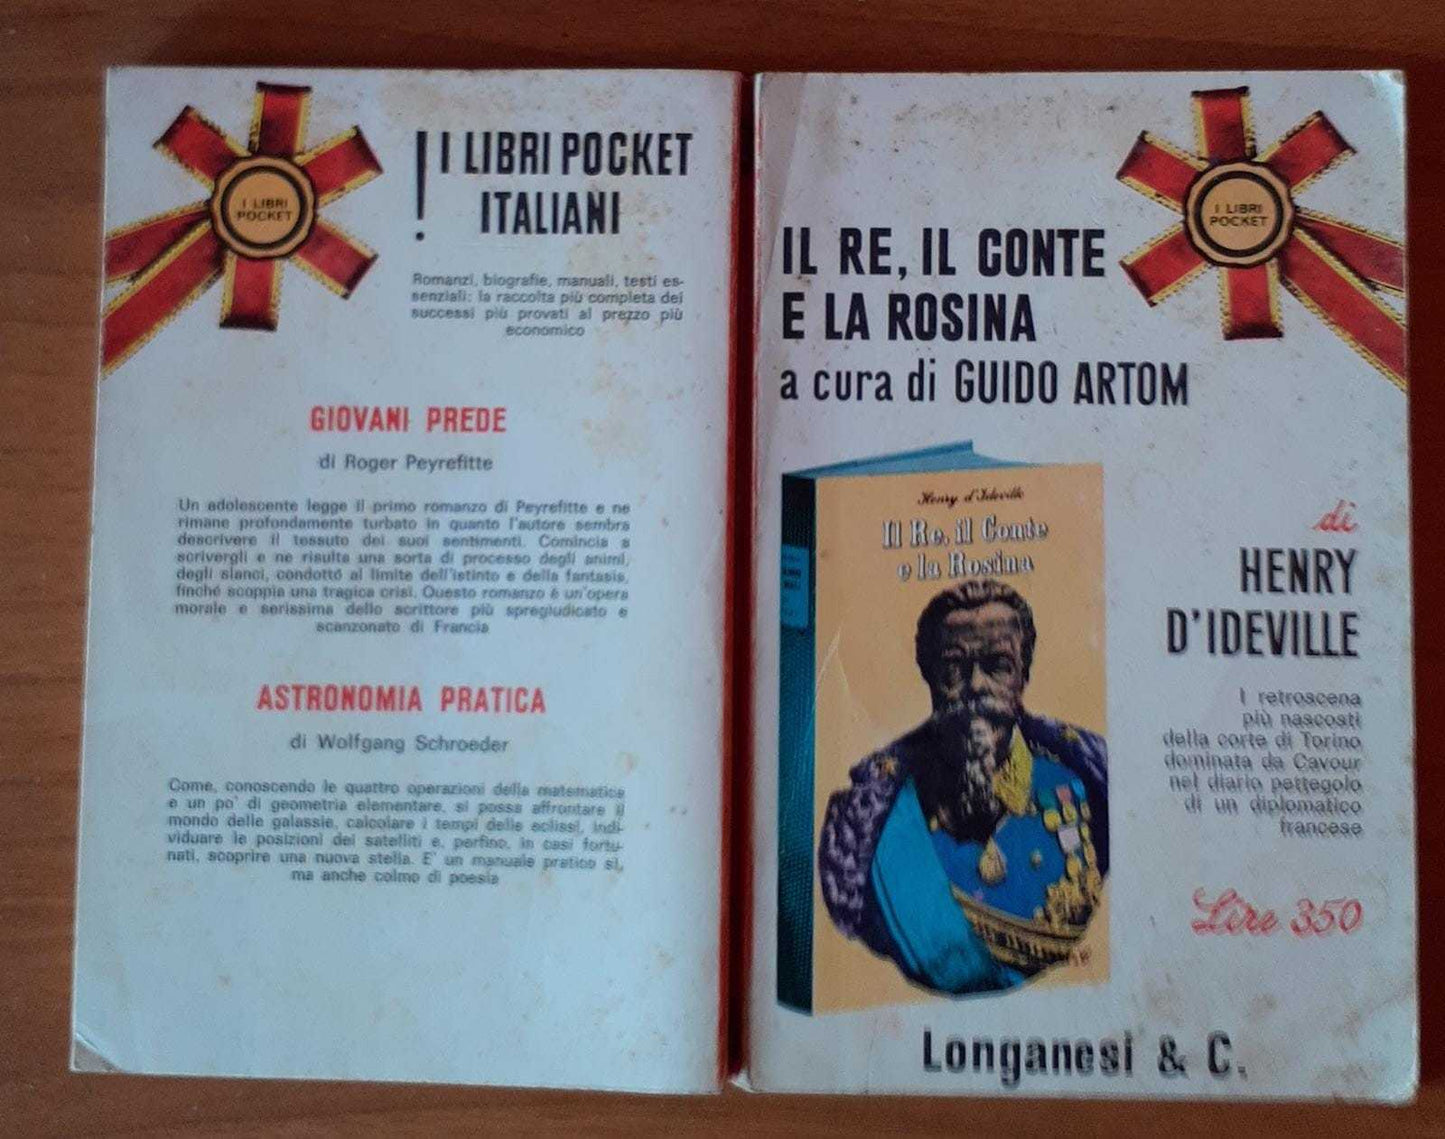 I LIBRI
POCKET
! I LIBRI POCKET
ITALIANI
Romanzi, biografie, manuali, testi es-
senziali: la raccolta più completa dei
successi più provati al prezzo più
economico
GIOVANI PREDE
di Roger Peyrefitte
Un adolescente legge il primo romanzo di Peyrefitte e ne
rimane profondamente turbato in quanto l'autore sembra
descrivere il tessuto dei suoi sentimenti. Comincia a
scrivergli e ne risulta una sorta di processo degli animi,
degli slanci, condotto al limite dell'istinto e della fantasia,
finché scoppia una tragica crisi. Questo romanzo è un'opera
morale e serissima dello scrittore più spregiudicato e
scanzonato di Francia
ASTRONOMIA PRATICA
di Wolfgang Schroeder
Come, conoscendo le quattro operazioni della matematica
e un po' di geometria elementare, si possa affrontare il
mondo delle galassie, calcolare i tempi delle eclissi, indi-
viduare le posizioni dei satelliti e, perfino, in casi fortu-
nati, scoprire una nuova stella. E' un manuale pratico sì,
ma anche colmo di poesia
I LIBRI
POCKET
IL RE, IL CONTE
E LA ROSINA
a cura di GUIDO ARTOM
Henry d'Ideville
Il Re, il Conte
e la Rosina
di
HENRY
D'IDEVILLE
I retroscena
più nascosti
della corte di Torino
dominata da Cavour
nel diario pettegolo
di un diplomatico
francese
Lire 350
Longanesi & C.